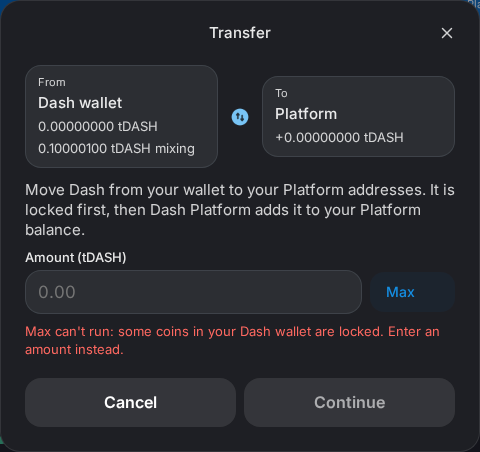 Transfer
From
Dash wallet
0.00000000 tDASH
0.10000100 tDASH mixing
To
Platform
+0.00000000 tDASH
Move Dash from your wallet to your Platform addresses. It is
locked first, then Dash Platform adds it to your Platform
balance.
Amount (tDASH)
0.00
Max
Max can't run: some coins in your Dash wallet are locked. Enter an
amount instead.
Cancel
Continue